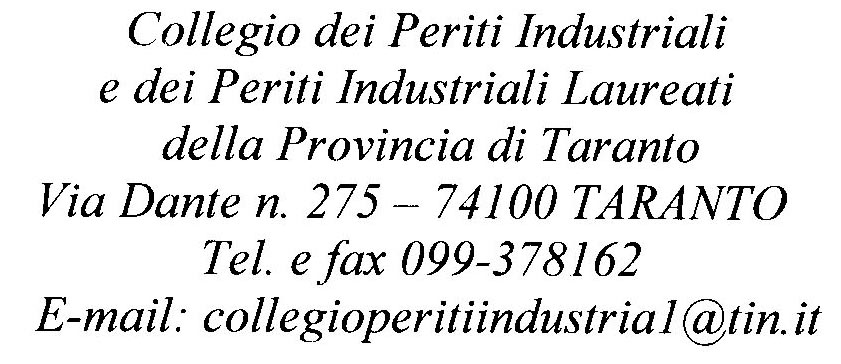 Collegio dei Periti Industriali
e dei Periti Industriali Laureati
della Provincia di Taranto
Via Dante n. 275 – 74100 TARANTO
Tel. e fax 099-378162
E-mail: collegioperitiindustria1@tin.it